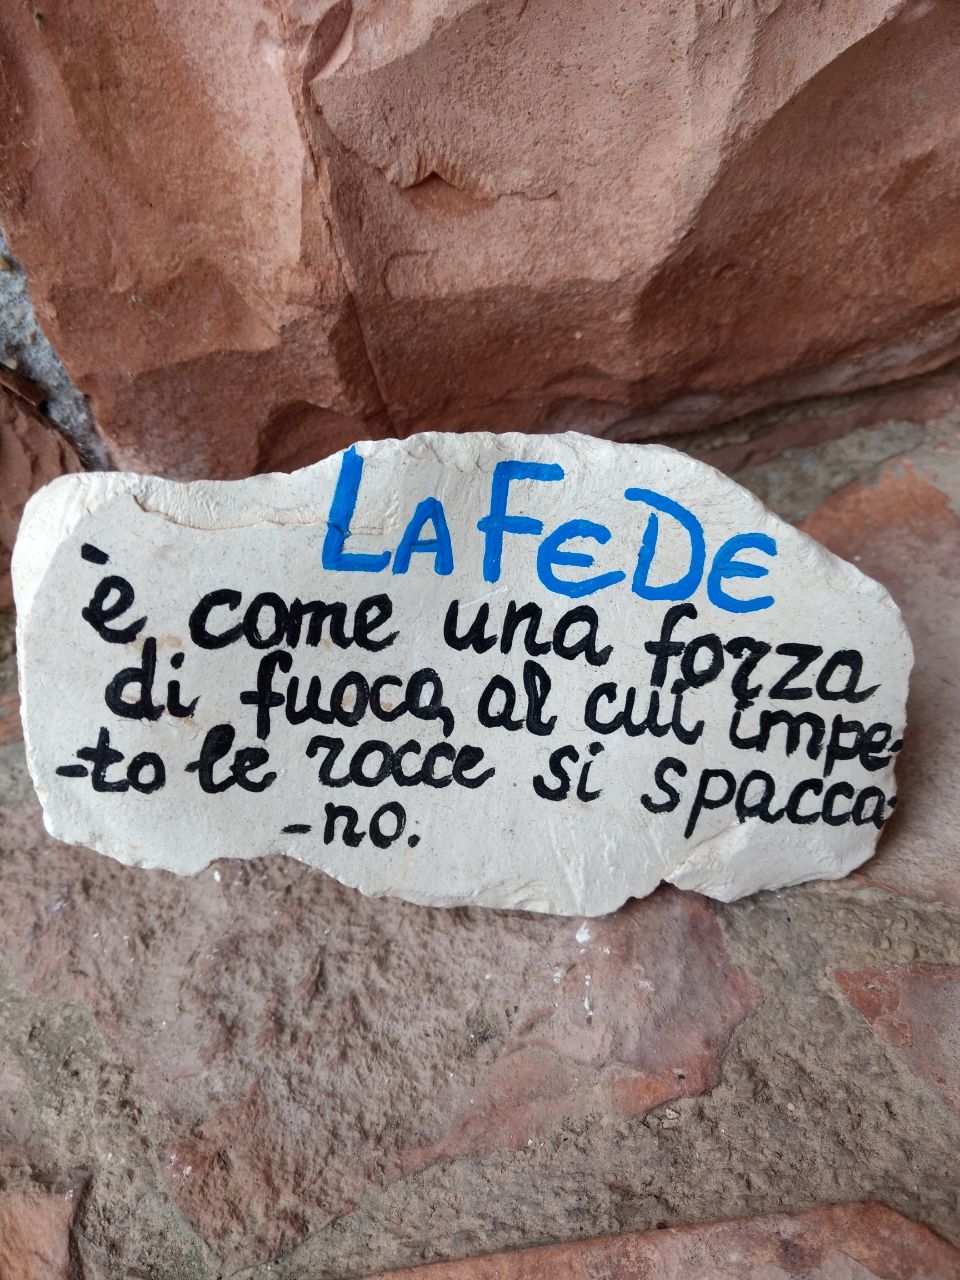 LA FEDE
è come una forza
di fuoco, al cui impe-
-to le rocce si spacca-
-no.